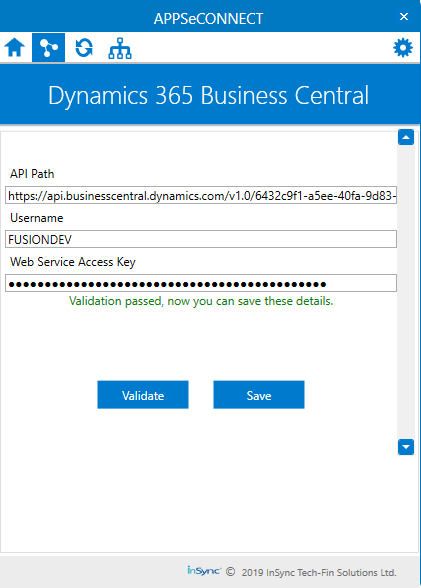 APPSeCONNECT
Dynamics 365 Business Central
API Path
https://api.businesscentral.dynamics.com/v1.0/6432c9f1-a5ee-40fa-9d83-
Username
FUSIONDEV
Web Service Access Key
Validation passed, now you can save these details.
Validate Save
inSync © 2019 InSync Tech-Fin Solutions Ltd.